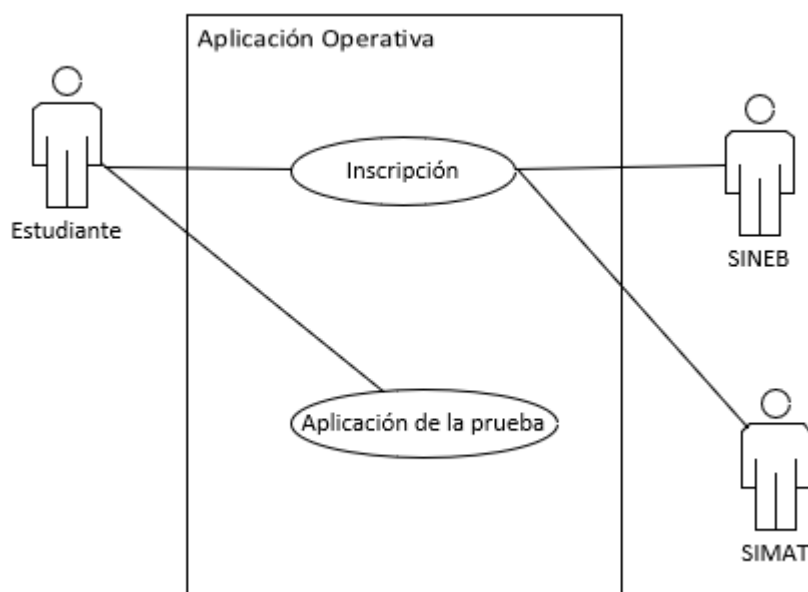 Aplicación Operativa
Inscripción
Estudiante
SINEB
Aplicación de la prueba
SIMAT